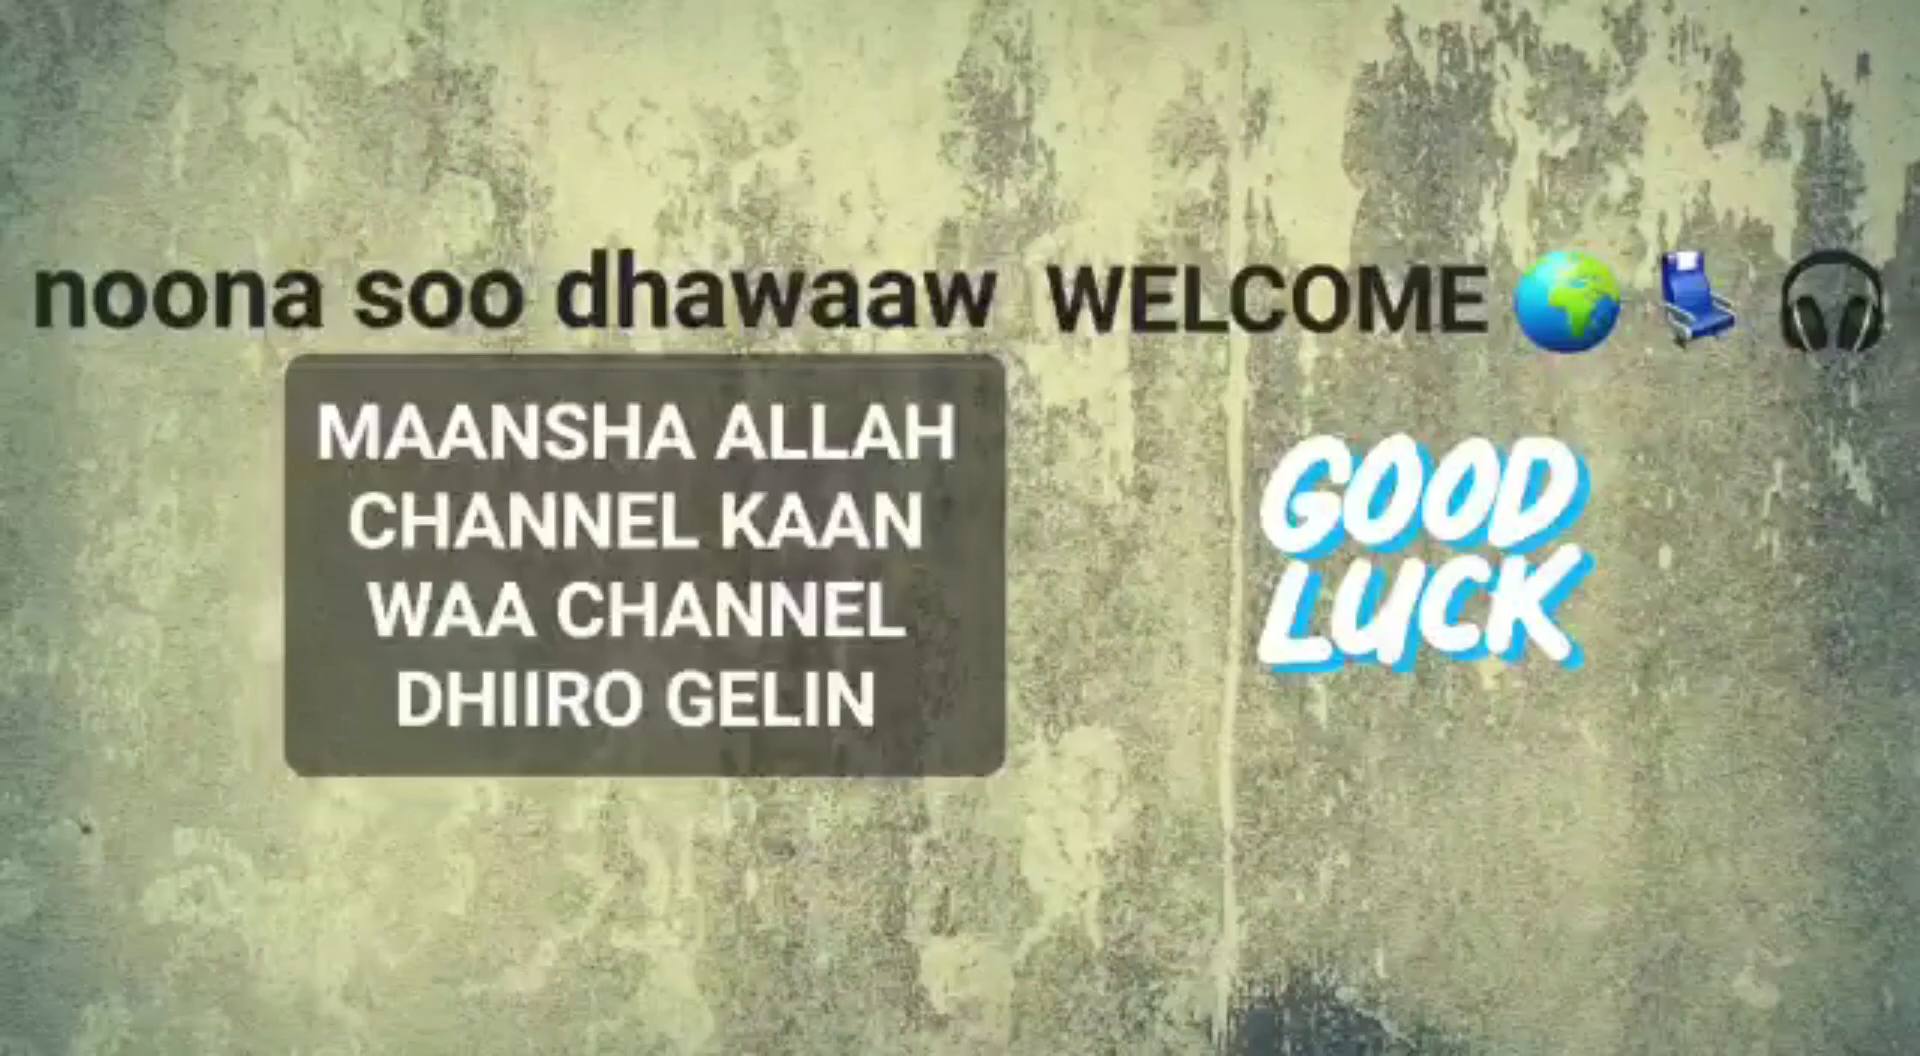 noona soo dhawaaw WELCOME 🌍 💺 🎧
MAANSHA ALLAH
CHANNEL KAAN
WAA CHANNEL
DHIIRO GELIN
GOOD
LUCK